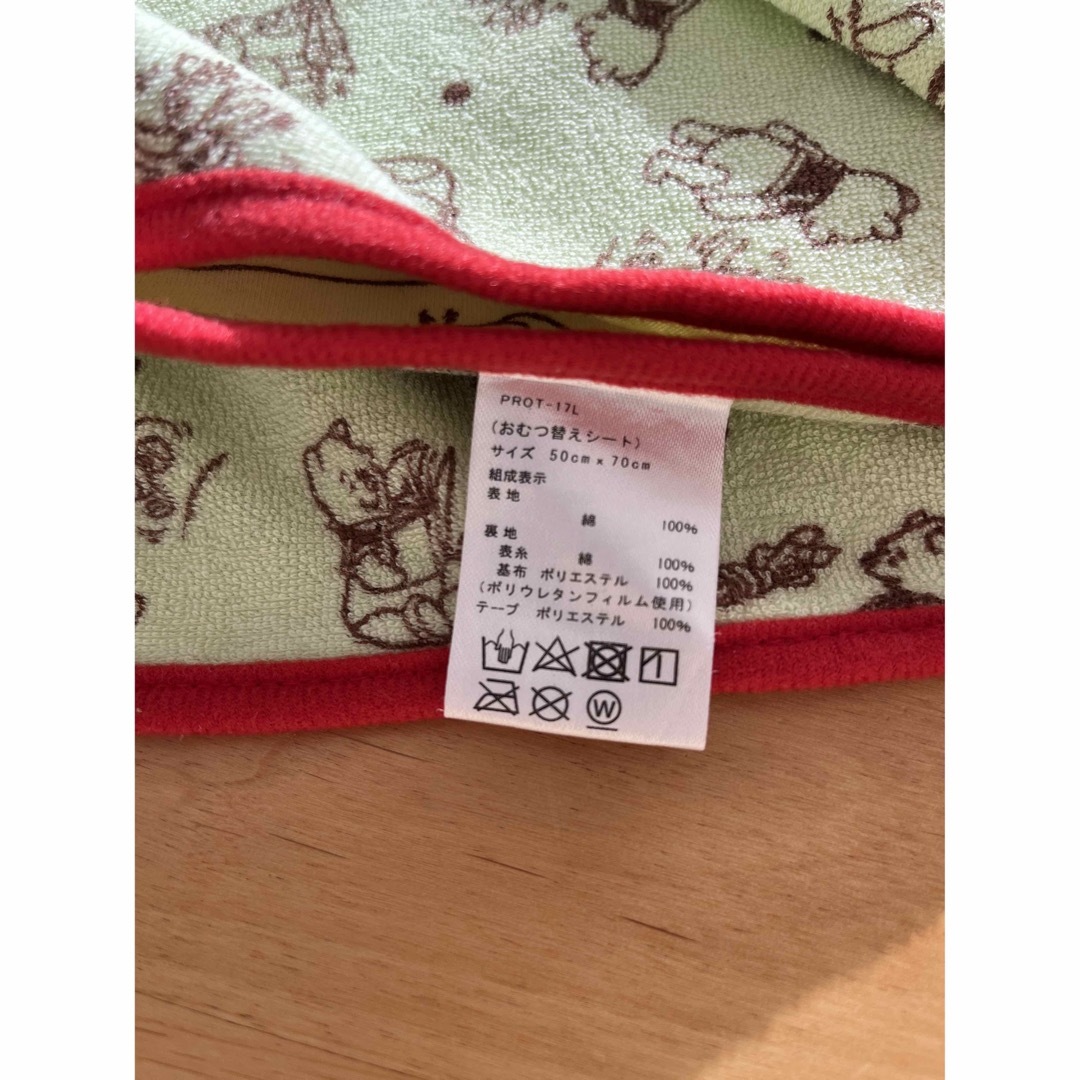 PROT-17L
(おむつ替えシート)
サイズ 50cm×70cm
組成表示
表地
綿 100%
裏地
表糸 綿 100%
基布 ポリエステル 100%
(ポリウレタンフィルム使用)
テープ ポリエステル 100%
W